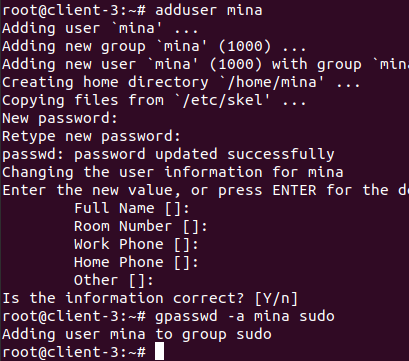 root@client-3:~# adduser mina
Adding user `mina' ...
Adding new group `mina' (1000) ...
Adding new user `mina' (1000) with group `mina
Creating home directory `/home/mina' ...
Copying files from `/etc/skel' ...
New password:
Retype new password:
passwd: password updated successfully
Changing the user information for mina
Enter the new value, or press ENTER for the de
Full Name []:
Room Number []:
Work Phone []:
Home Phone []:
Other []:
Is the information correct? [Y/n]
root@client-3:~# gpasswd -a mina sudo
Adding user mina to group sudo
root@client-3:~#